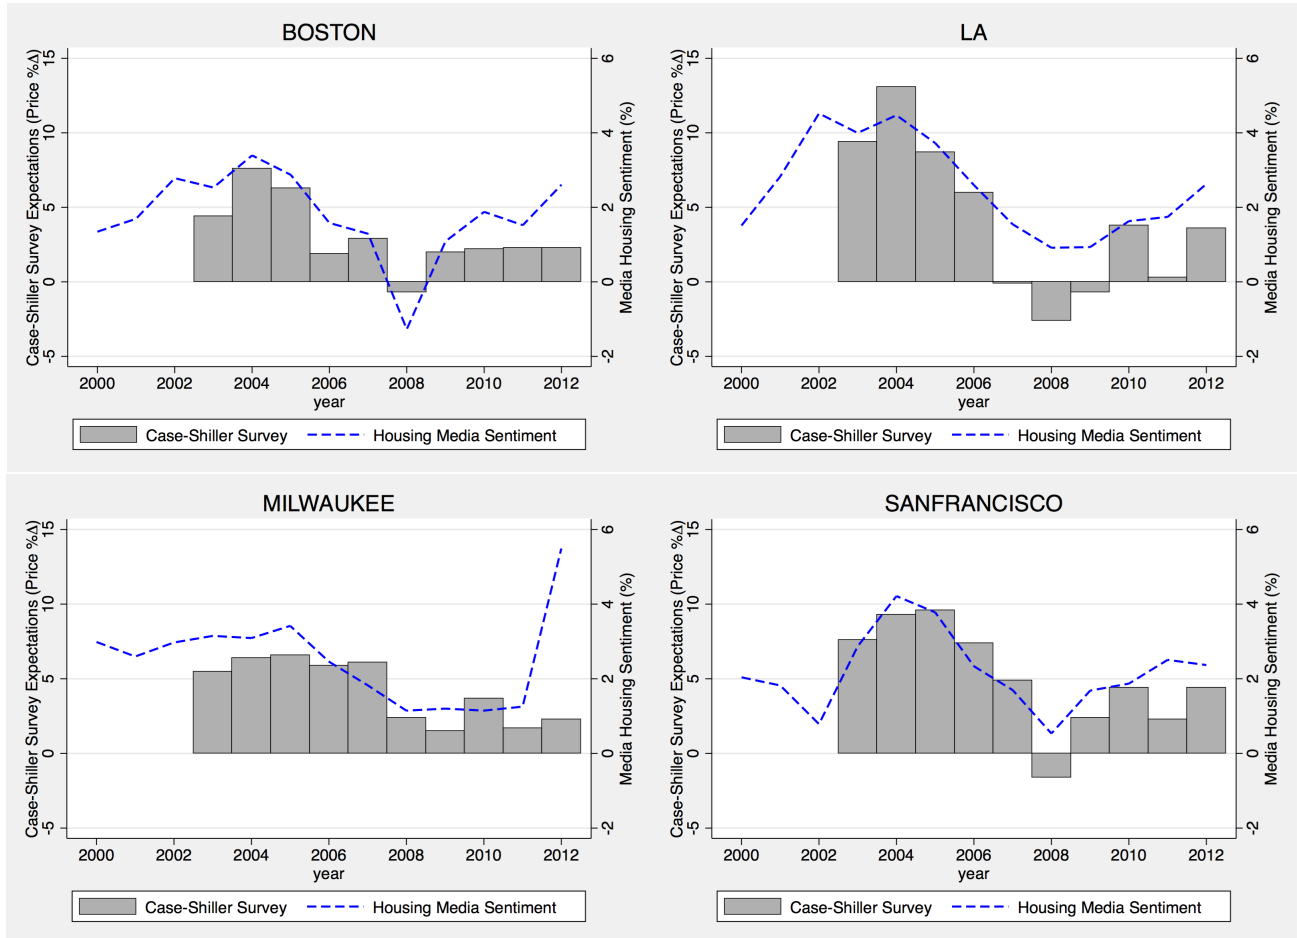 BOSTON
Case-Shiller Survey Expectations (Price %Δ)
15
10
5
0
-5
6
4
2
0
-2
Media Housing Sentiment (%)
2000 2002 2004 2006 2008 2010 2012
year
Case-Shiller Survey Housing Media Sentiment
LA
Case-Shiller Survey Expectations (Price %Δ)
15
10
5
0
-5
6
4
2
0
-2
Media Housing Sentiment (%)
2000 2002 2004 2006 2008 2010 2012
year
Case-Shiller Survey Housing Media Sentiment
MILWAUKEE
Case-Shiller Survey Expectations (Price %Δ)
15
10
5
0
-5
6
4
2
0
-2
Media Housing Sentiment (%)
2000 2002 2004 2006 2008 2010 2012
year
Case-Shiller Survey Housing Media Sentiment
SANFRANCISCO
Case-Shiller Survey Expectations (Price %Δ)
15
10
5
0
-5
6
4
2
0
-2
Media Housing Sentiment (%)
2000 2002 2004 2006 2008 2010 2012
year
Case-Shiller Survey Housing Media Sentiment